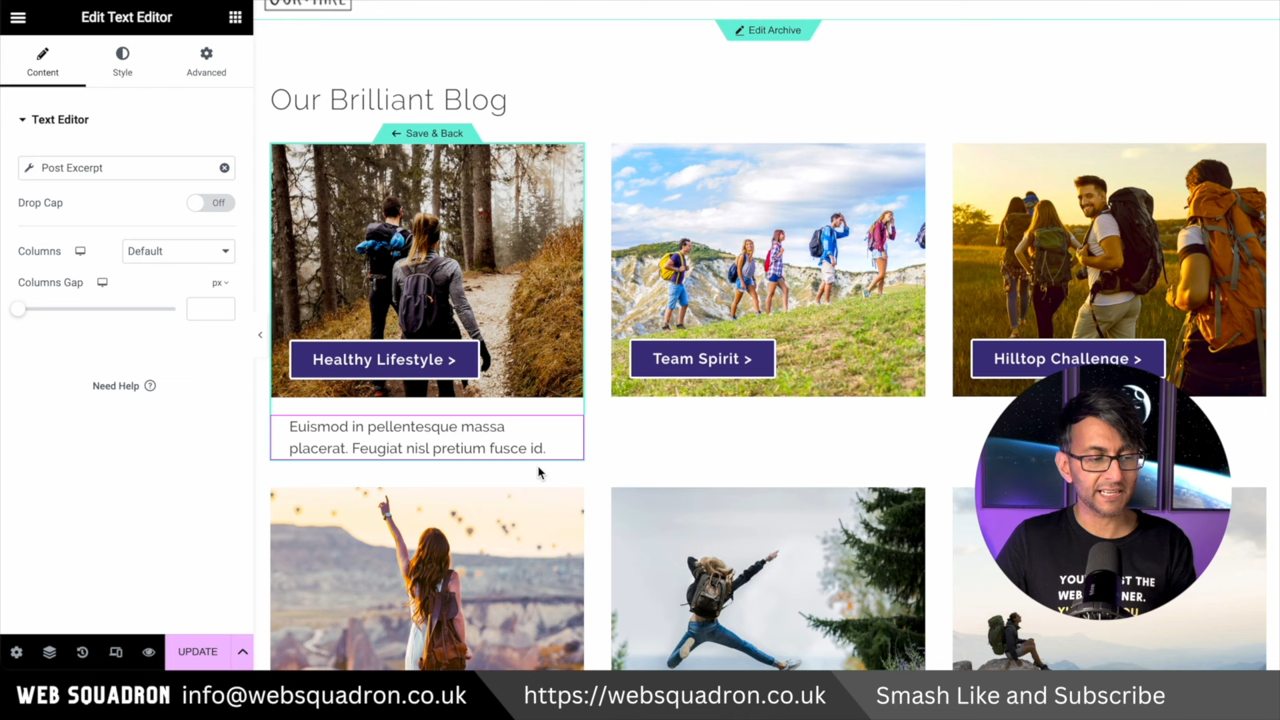 Edit Text Editor
Content
Style
Advanced
Text Editor
Post Excerpt
Drop Cap
Off
Columns
Default
Columns Gap
px
Need Help
UPDATE
Edit Archive
Our Brilliant Blog
Save & Back
Healthy Lifestyle >
Team Spirit >
Hilltop Challenge >
Euismod in pellentesque massa
placerat. Feugiat nisl pretium fusce id.
WEB SQUADRON info@websquadron.co.uk
https://websquadron.co.uk
Smash Like and Subscribe